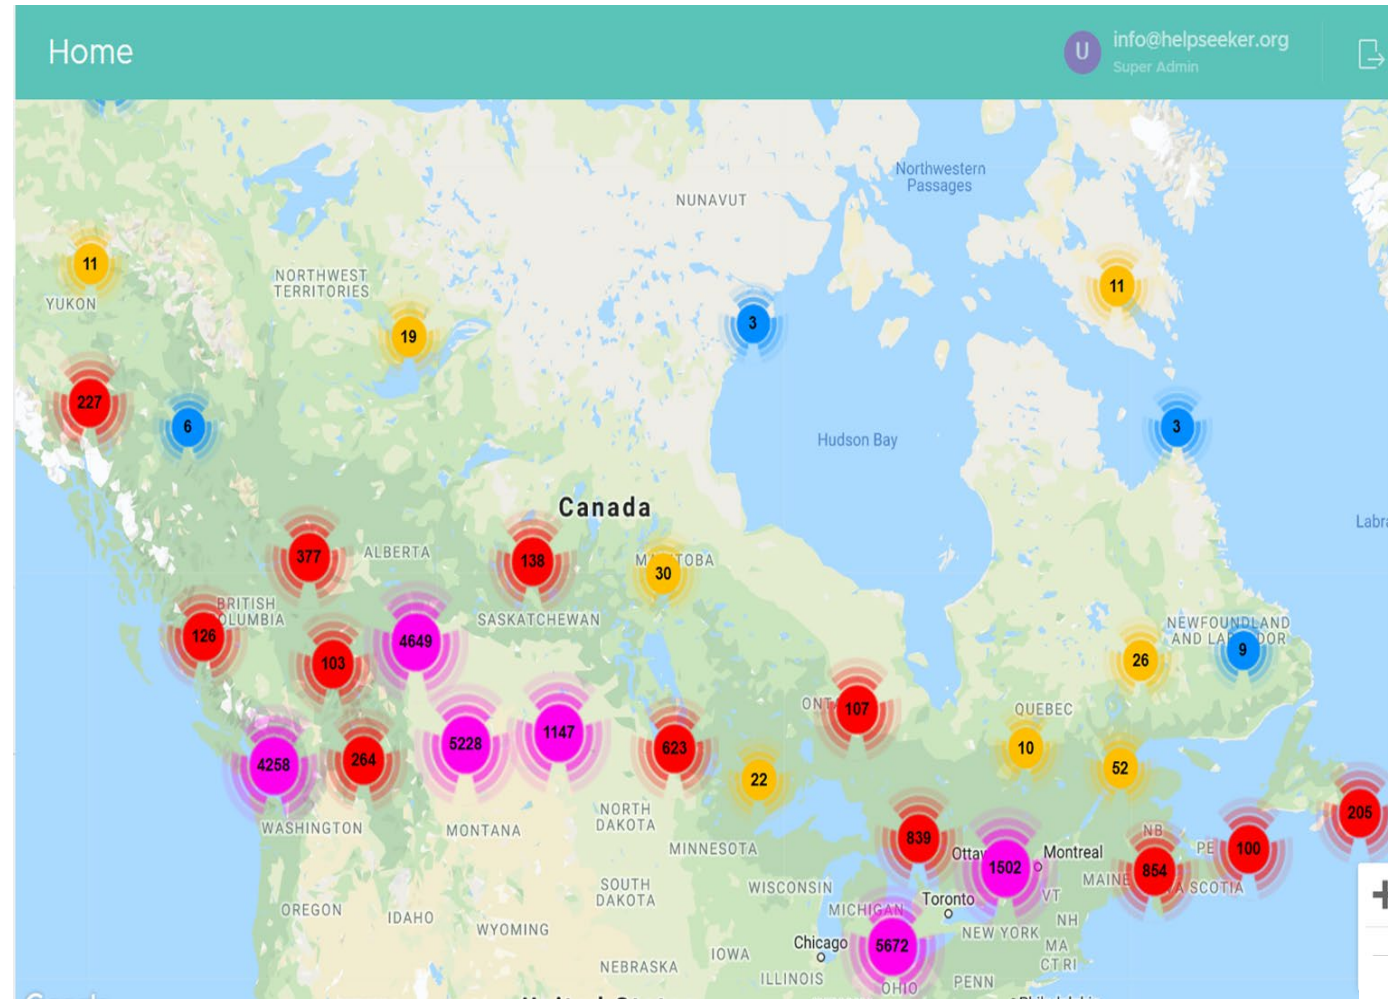 Home
U
info@helpseeker.org
Super Admin
Northwestern
Passages
NUNAVUT
11
YUKON
NORTHWEST
TERRITORIES
11
3
19
227
6
3
Hudson Bay
Canada
377
ALBERTA
138
30
BRITISH
126
4649
SASKATCHEWAN
103
NEWFOUNDLAND
26
9
107
QUEBEC
4258
264
5228
1147
623
22
10
52
WASHINGTON
MONTANA
NORTH
DAKOTA
MINNESOTA
839
1502
Montreal
NB
854
100
205
MAINE
SCOTIA
OREGON
IDAHO
WYOMING
SOUTH
DAKOTA
WISCONSIN
MICHIGAN
Toronto
VT
NH
NEW YORK
MA
CT RI
Chicago
5672
IOWA
NEBRASKA
ILLINOIS
OHIO
PENN